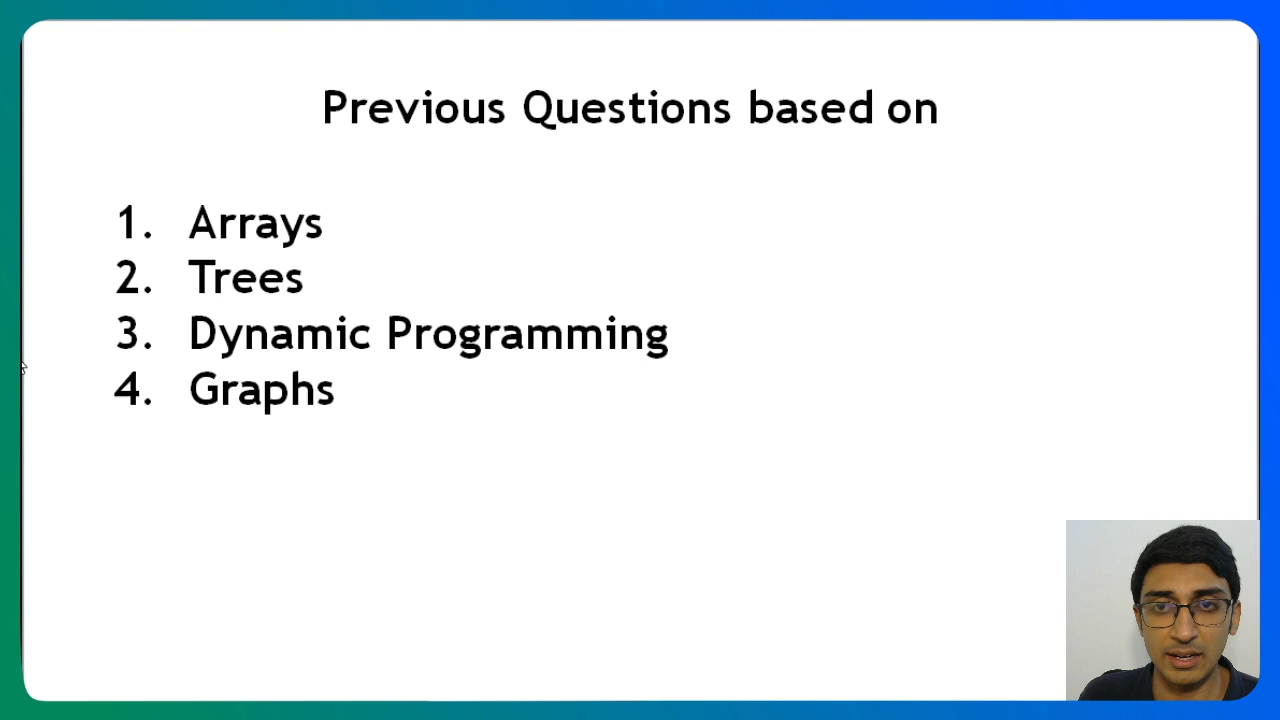 Previous Questions based on
1. Arrays
2. Trees
3. Dynamic Programming
4. Graphs